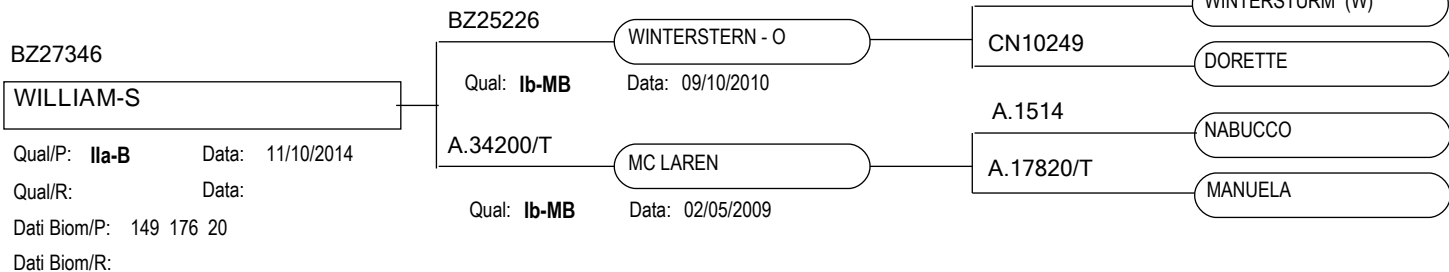 WINTERSTURM (W)
BZ25226
WINTERSTERN - O
CN10249
BZ27346
DORETTE
WILLIAM-S
Qual: Ib-MB Data: 09/10/2010
A.1514
NABUCCO
Qual/P: IIa-B Data: 11/10/2014
A.34200/T
MC LAREN
A.17820/T
MANUELA
Qual/R: Data:
Qual: Ib-MB Data: 02/05/2009
Dati Biom/P: 149 176 20
Dati Biom/R: